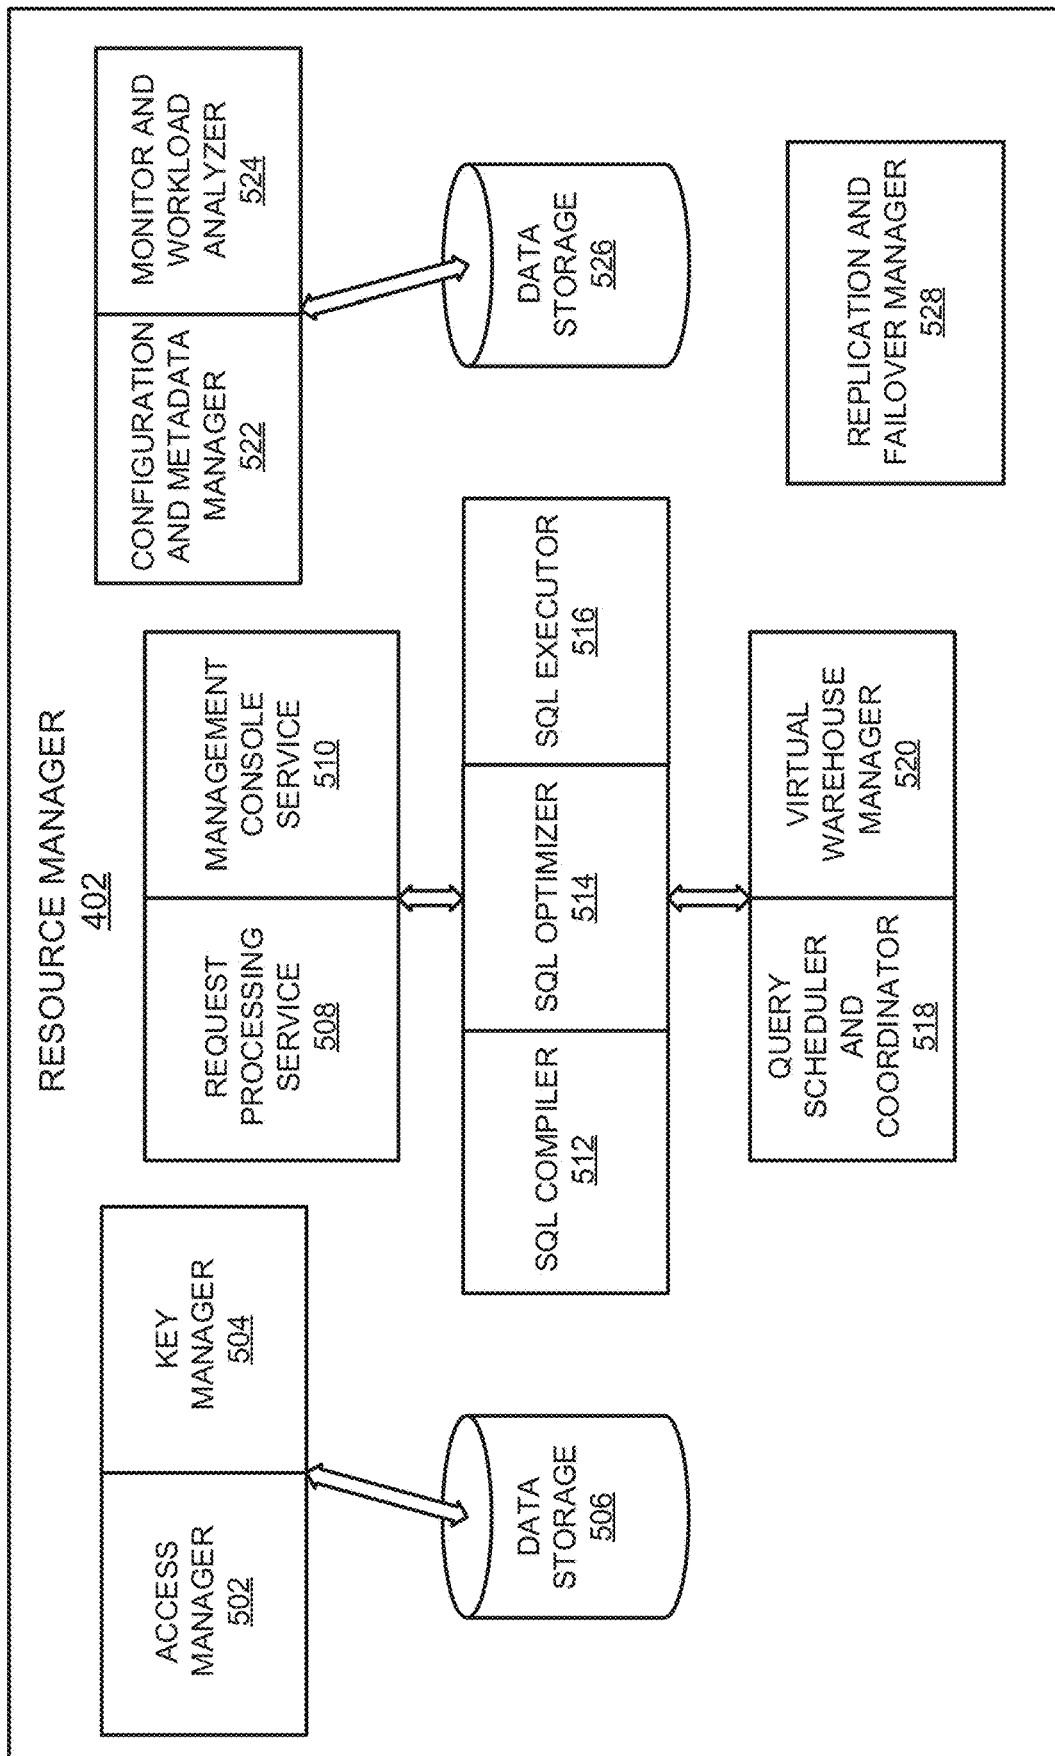 RESOURCE MANAGER
402
ACCESS
MANAGER
502
KEY
MANAGER
504
DATA
STORAGE
506
REQUEST
PROCESSING
SERVICE
508
MANAGEMENT
CONSOLE
SERVICE
510
SQL COMPILER
512
SQL OPTIMIZER
514
SQL EXECUTOR
516
QUERY
SCHEDULER
AND
COORDINATOR
518
VIRTUAL
WAREHOUSE
MANAGER
520
CONFIGURATION
AND METADATA
MANAGER
522
MONITOR AND
WORKLOAD
ANALYZER
524
DATA
STORAGE
526
REPLICATION AND
FAILOVER MANAGER
528